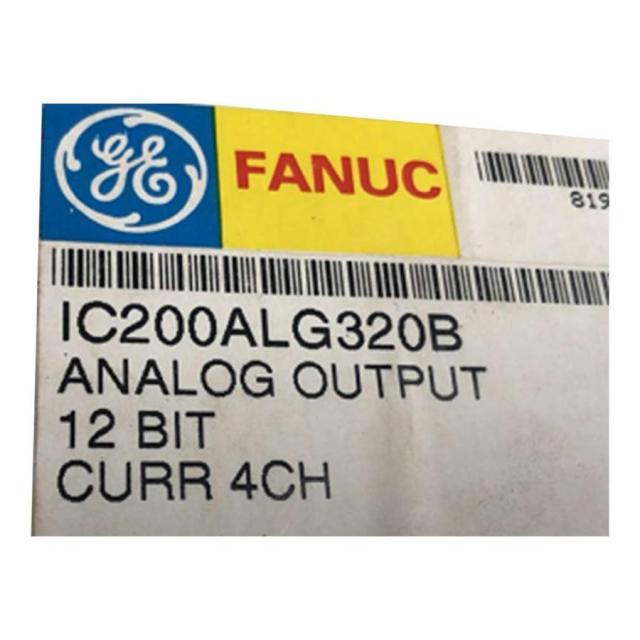 GE FANUC
819
IC200ALG320B
ANALOG OUTPUT
12 BIT
CURR 4CH